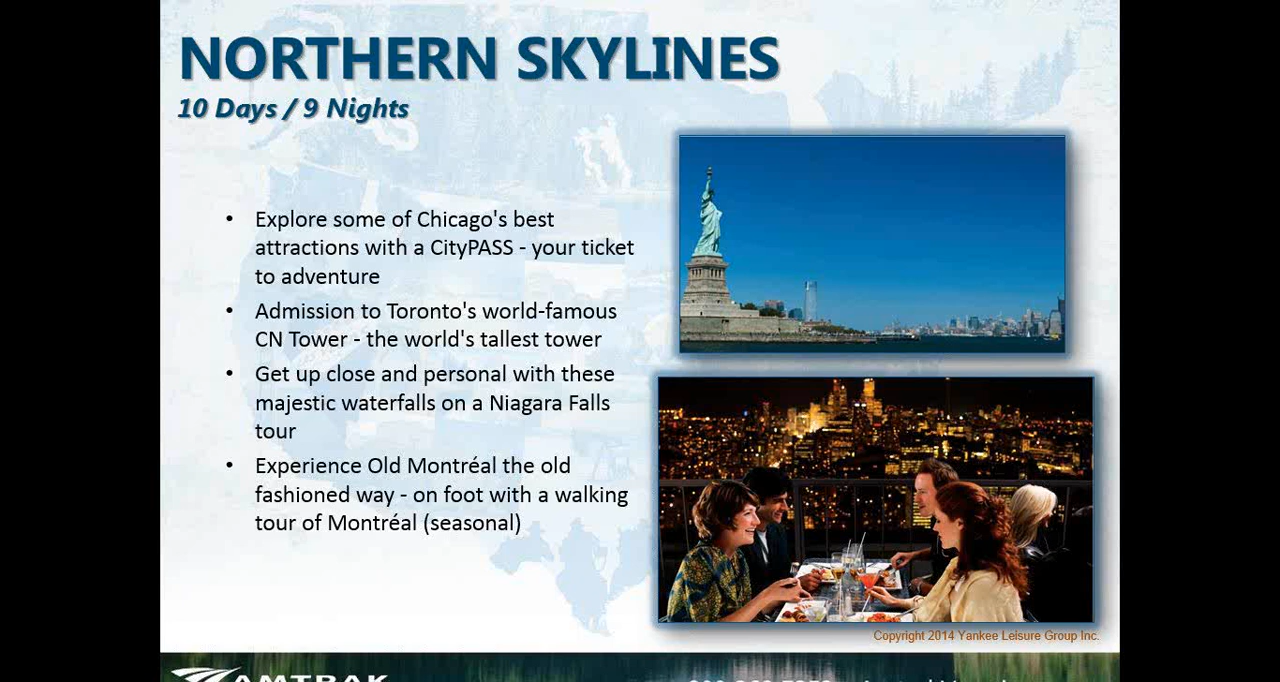 NORTHERN SKYLINES
10 Days / 9 Nights
• Explore some of Chicago's best
attractions with a CityPASS - your ticket
to adventure
• Admission to Toronto's world-famous
CN Tower - the world's tallest tower
• Get up close and personal with these
majestic waterfalls on a Niagara Falls
tour
• Experience Old Montréal the old
fashioned way - on foot with a walking
tour of Montréal (seasonal)
Copyright 2014 Yankee Leisure Group Inc.
AMTRAK